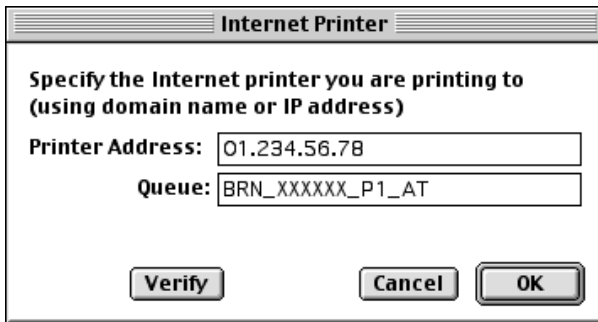 Internet Printer
Specify the Internet printer you are printing to
(using domain name or IP address)
Printer Address: 01.234.56.78
Queue: BRN_XXXXXX_P1_AT
Verify Cancel OK